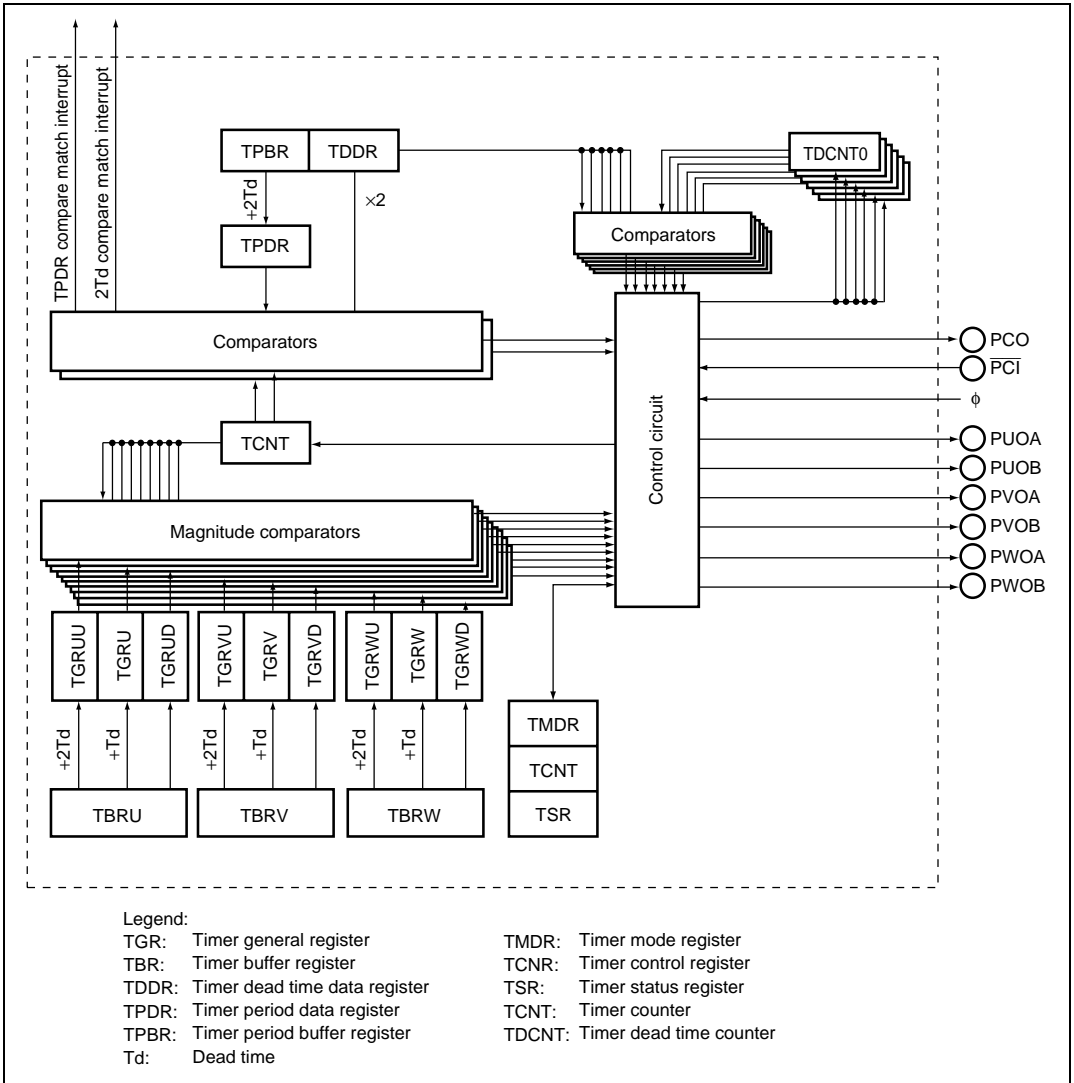 TPDR compare match interrupt
2Td compare match interrupt
TPBR
TDDR
TDCNT0
+2Td
×2
TPDR
Comparators
Comparators
PCO
PCI
ϕ
TCNT
Control circuit
PUOA
PUOB
PVOA
PVOB
PWOA
PWOB
Magnitude comparators
TGRUU
TGRU
TGRUD
TGRVU
TGRV
TGRVD
TGRWU
TGRW
TGRWD
+2Td
+Td
+2Td
+Td
+2Td
+Td
TMDR
TCNT
TSR
TBRU
TBRV
TBRW
Legend:
TGR: Timer general register
TBR: Timer buffer register
TDDR: Timer dead time data register
TPDR: Timer period data register
TPBR: Timer period buffer register
Td: Dead time
TMDR: Timer mode register
TCNR: Timer control register
TSR: Timer status register
TCNT: Timer counter
TDCNT: Timer dead time counter